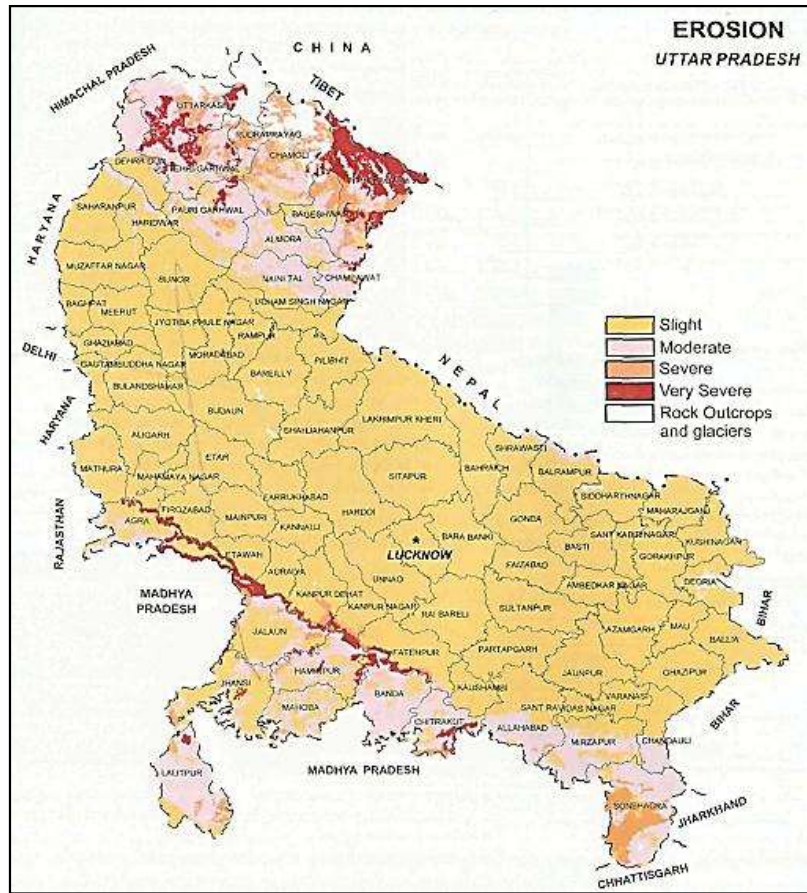 EROSION
UTTAR PRADESH
CHINA
HIMACHAL PRADESH
TIBET
UTTARKASHI
RUDRAPRAYAG
CHAMOLI
DEHRA DUN
TEHRI GARHWAL
PAURI GARHWAL
BAGESHWAR
ALMORA
NAINI TAL
CHAMPAWAT
UDHAM SINGH NAGAR
HARYANA
SAHARANPUR
HARIDWAR
MUZAFFAR NAGAR
BIJNOR
BAGHPAT
MEERUT
JYOTIBA PHULE NAGAR
RAMPUR
GHAZIABAD
MORADABAD
DELHI
GAUTAM BUDDHA NAGAR
BAREILLY
PILIBHIT
BULANDSHAHAR
NEPAL
Slight
Moderate
Severe
Very Severe
Rock Outcrops
and glaciers
HARYANA
BUDAUN
SHAHJAHANPUR
LAKHIMPUR KHERI
ALIGARH
ETAH
SITAPUR
BAHRAICH
SHRAWASTI
BALRAMPUR
MATHURA
MAHAMAYA NAGAR
SIDDHARTHNAGAR
MAHARAJGANJ
RAJASTHAN
AGRA
FIROZABAD
MAINPURI
FARRUKHABAD
KANNAUJ
HARDOI
LUCKNOW
BARA BANKI
GONDA
BASTI
SANT KABIR NAGAR
KUSHINAGAR
GORAKHPUR
DEORIA
ETAWAH
AURAIYA
UNNAO
FAIZABAD
AMBEDKAR NAGAR
MADHYA
PRADESH
KANPUR DEHAT
KANPUR NAGAR
RAI BARELI
SULTANPUR
AZAMGARH
MAU
BALLIA
BIHAR
JALAUN
FATEHPUR
PARTAPGARH
JAUNPUR
GHAZIPUR
JHANSI
HAMIRPUR
MAHOBA
BANDA
KAUSHAMBI
SANT RAVIDAS NAGAR
VARANASI
CHITRAKUT
ALLAHABAD
MIRZAPUR
CHANDAULI
BIHAR
LALITPUR
MADHYA PRADESH
SONBHADRA
JHARKHAND
CHHATTISGARH